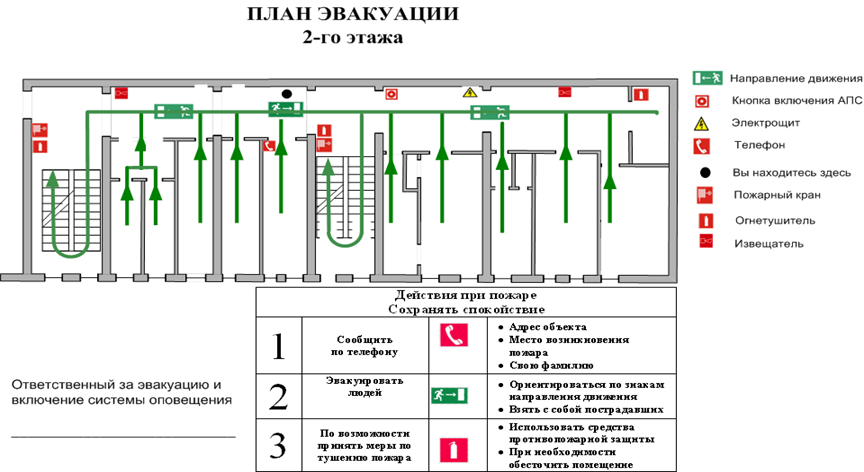 ПЛАН ЭВАКУАЦИИ
2-го этажа
Направление движения
Кнопка включения АПС
Электрощит
Телефон
Вы находитесь здесь
Пожарный кран
Огнетушитель
Извещатель
Действия при пожаре
Сохранять спокойствие
1
Сообщить
по телефону
• Адрес объекта
• Место возникновения
пожара
• Свою фамилию
2
Эвакуировать
людей
• Ориентироваться по знакам
направления движения
• Взять с собой пострадавших
3
По возможности
принять меры по
тушению пожара
• Использовать средства
противопожарной защиты
• При необходимости
обесточить помещение
Ответственный за эвакуацию и
включение системы оповещения